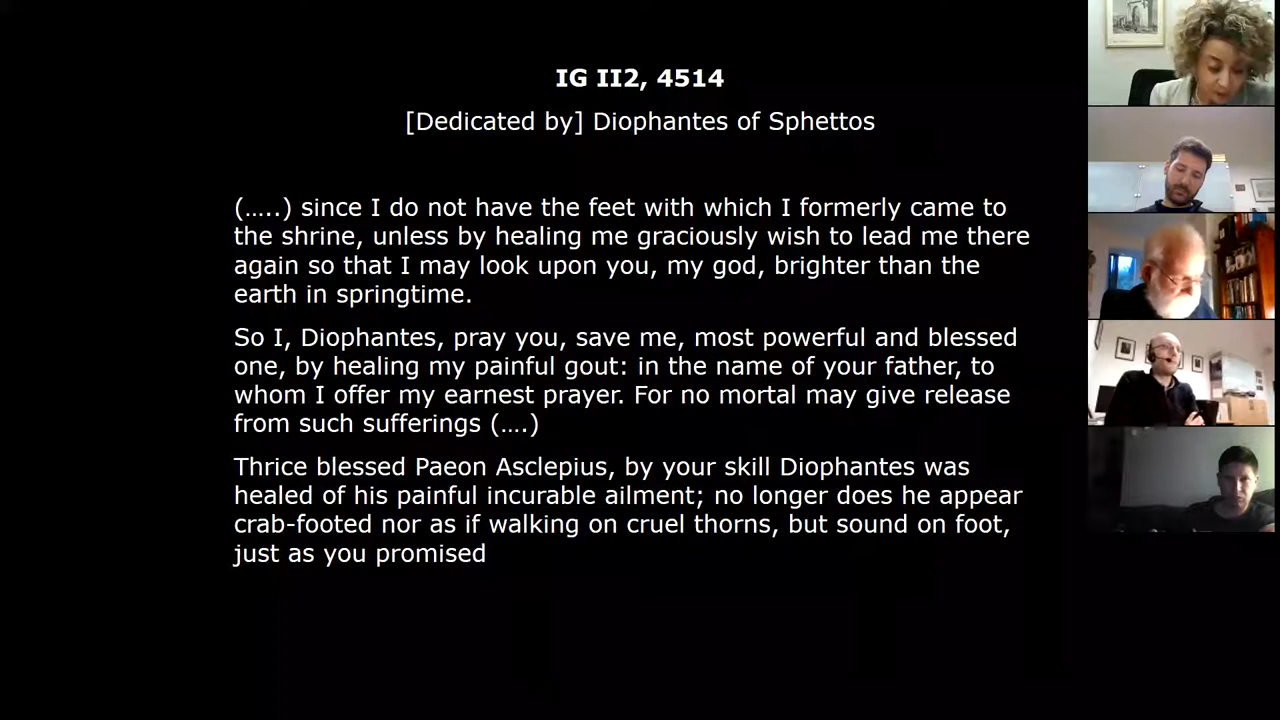 IG II2, 4514
[Dedicated by] Diophantes of Sphettos
(…..) since I do not have the feet with which I formerly came to
the shrine, unless by healing me graciously wish to lead me there
again so that I may look upon you, my god, brighter than the
earth in springtime.
So I, Diophantes, pray you, save me, most powerful and blessed
one, by healing my painful gout: in the name of your father, to
whom I offer my earnest prayer. For no mortal may give release
from such sufferings (….)
Thrice blessed Paeon Asclepius, by your skill Diophantes was
healed of his painful incurable ailment; no longer does he appear
crab-footed nor as if walking on cruel thorns, but sound on foot,
just as you promised